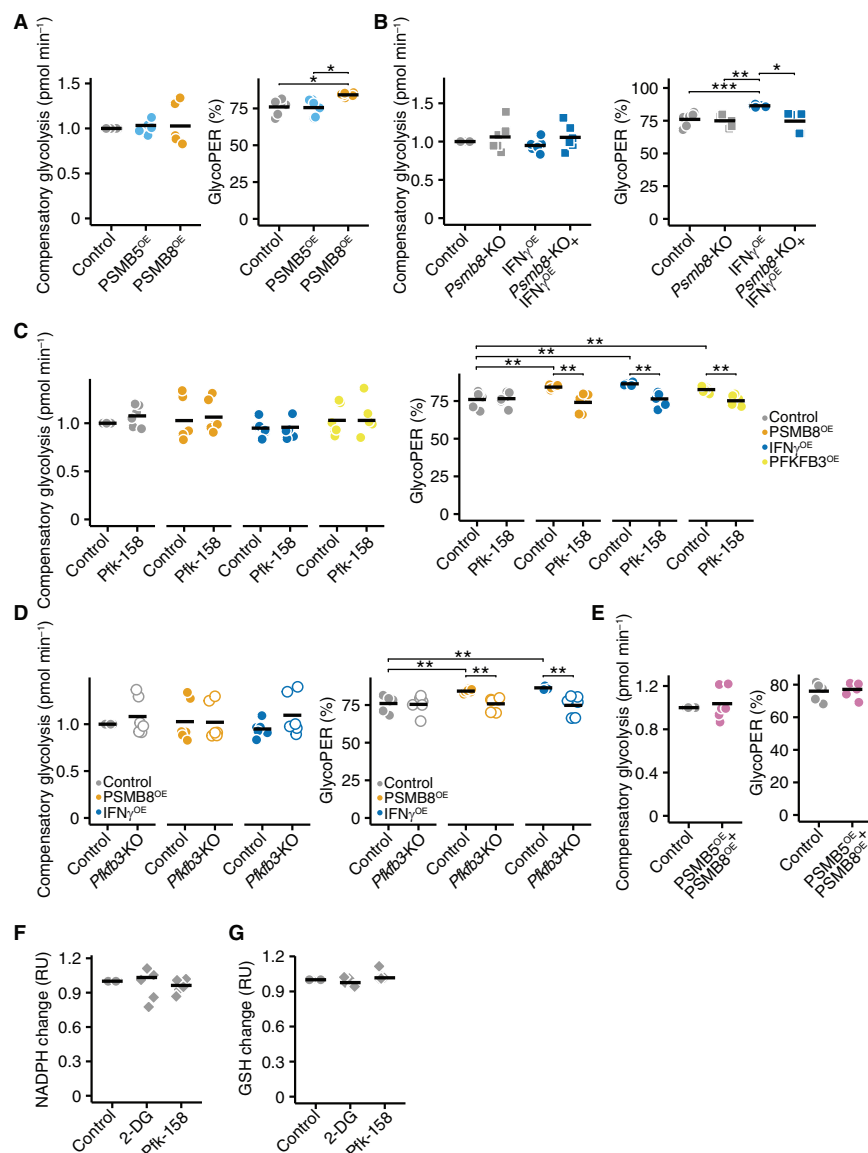 A
Compensatory glycolysis (pmol min⁻¹)
1.5
1.0
0.5
0
Control
PSMB5ᴼᴱ
PSMB8ᴼᴱ
GlycoPER (%)
75
50
25
0
*
*
Control
PSMB5ᴼᴱ
PSMB8ᴼᴱ
B
Compensatory glycolysis (pmol min⁻¹)
1.5
1.0
0.5
0
Control
Psmb8-KO
IFNγᴼᴱ
Psmb8-KO+
IFNγᴼᴱ
GlycoPER (%)
100
75
50
25
0
***
**
*
Control
Psmb8-KO
IFNγᴼᴱ
Psmb8-KO+
IFNγᴼᴱ
C
Compensatory glycolysis (pmol min⁻¹)
1.5
1.0
0.5
0
Control
Pfk-158
Control
Pfk-158
Control
Pfk-158
Control
Pfk-158
GlycoPER (%)
75
50
25
0
**
**
**
**
**
**
Control
Pfk-158
Control
Pfk-158
Control
Pfk-158
Control
Pfk-158
Control
PSMB8ᴼᴱ
IFNγᴼᴱ
PFKFB3ᴼᴱ
D
Compensatory glycolysis (pmol min⁻¹)
1.5
1.0
0.5
0
Control
PSMB8ᴼᴱ
IFNγᴼᴱ
Control
Pfkfb3-KO
Control
Pfkfb3-KO
Control
Pfkfb3-KO
GlycoPER (%)
75
50
25
0
**
**
**
**
Control
PSMB8ᴼᴱ
IFNγᴼᴱ
Control
Pfkfb3-KO
Control
Pfkfb3-KO
Control
Pfkfb3-KO
E
Compensatory glycolysis (pmol min⁻¹)
1.2
0.8
0.4
0
Control
PSMB5ᴼᴱ+
PSMB8ᴼᴱ
GlycoPER (%)
80
60
40
20
0
Control
PSMB5ᴼᴱ+
PSMB8ᴼᴱ
F
NADPH change (RU)
1.2
0.9
0.6
0.3
0
Control
2-DG
Pfk-158
G
GSH change (RU)
1.2
0.9
1.2
0.3
0
Control
2-DG
Pfk-158